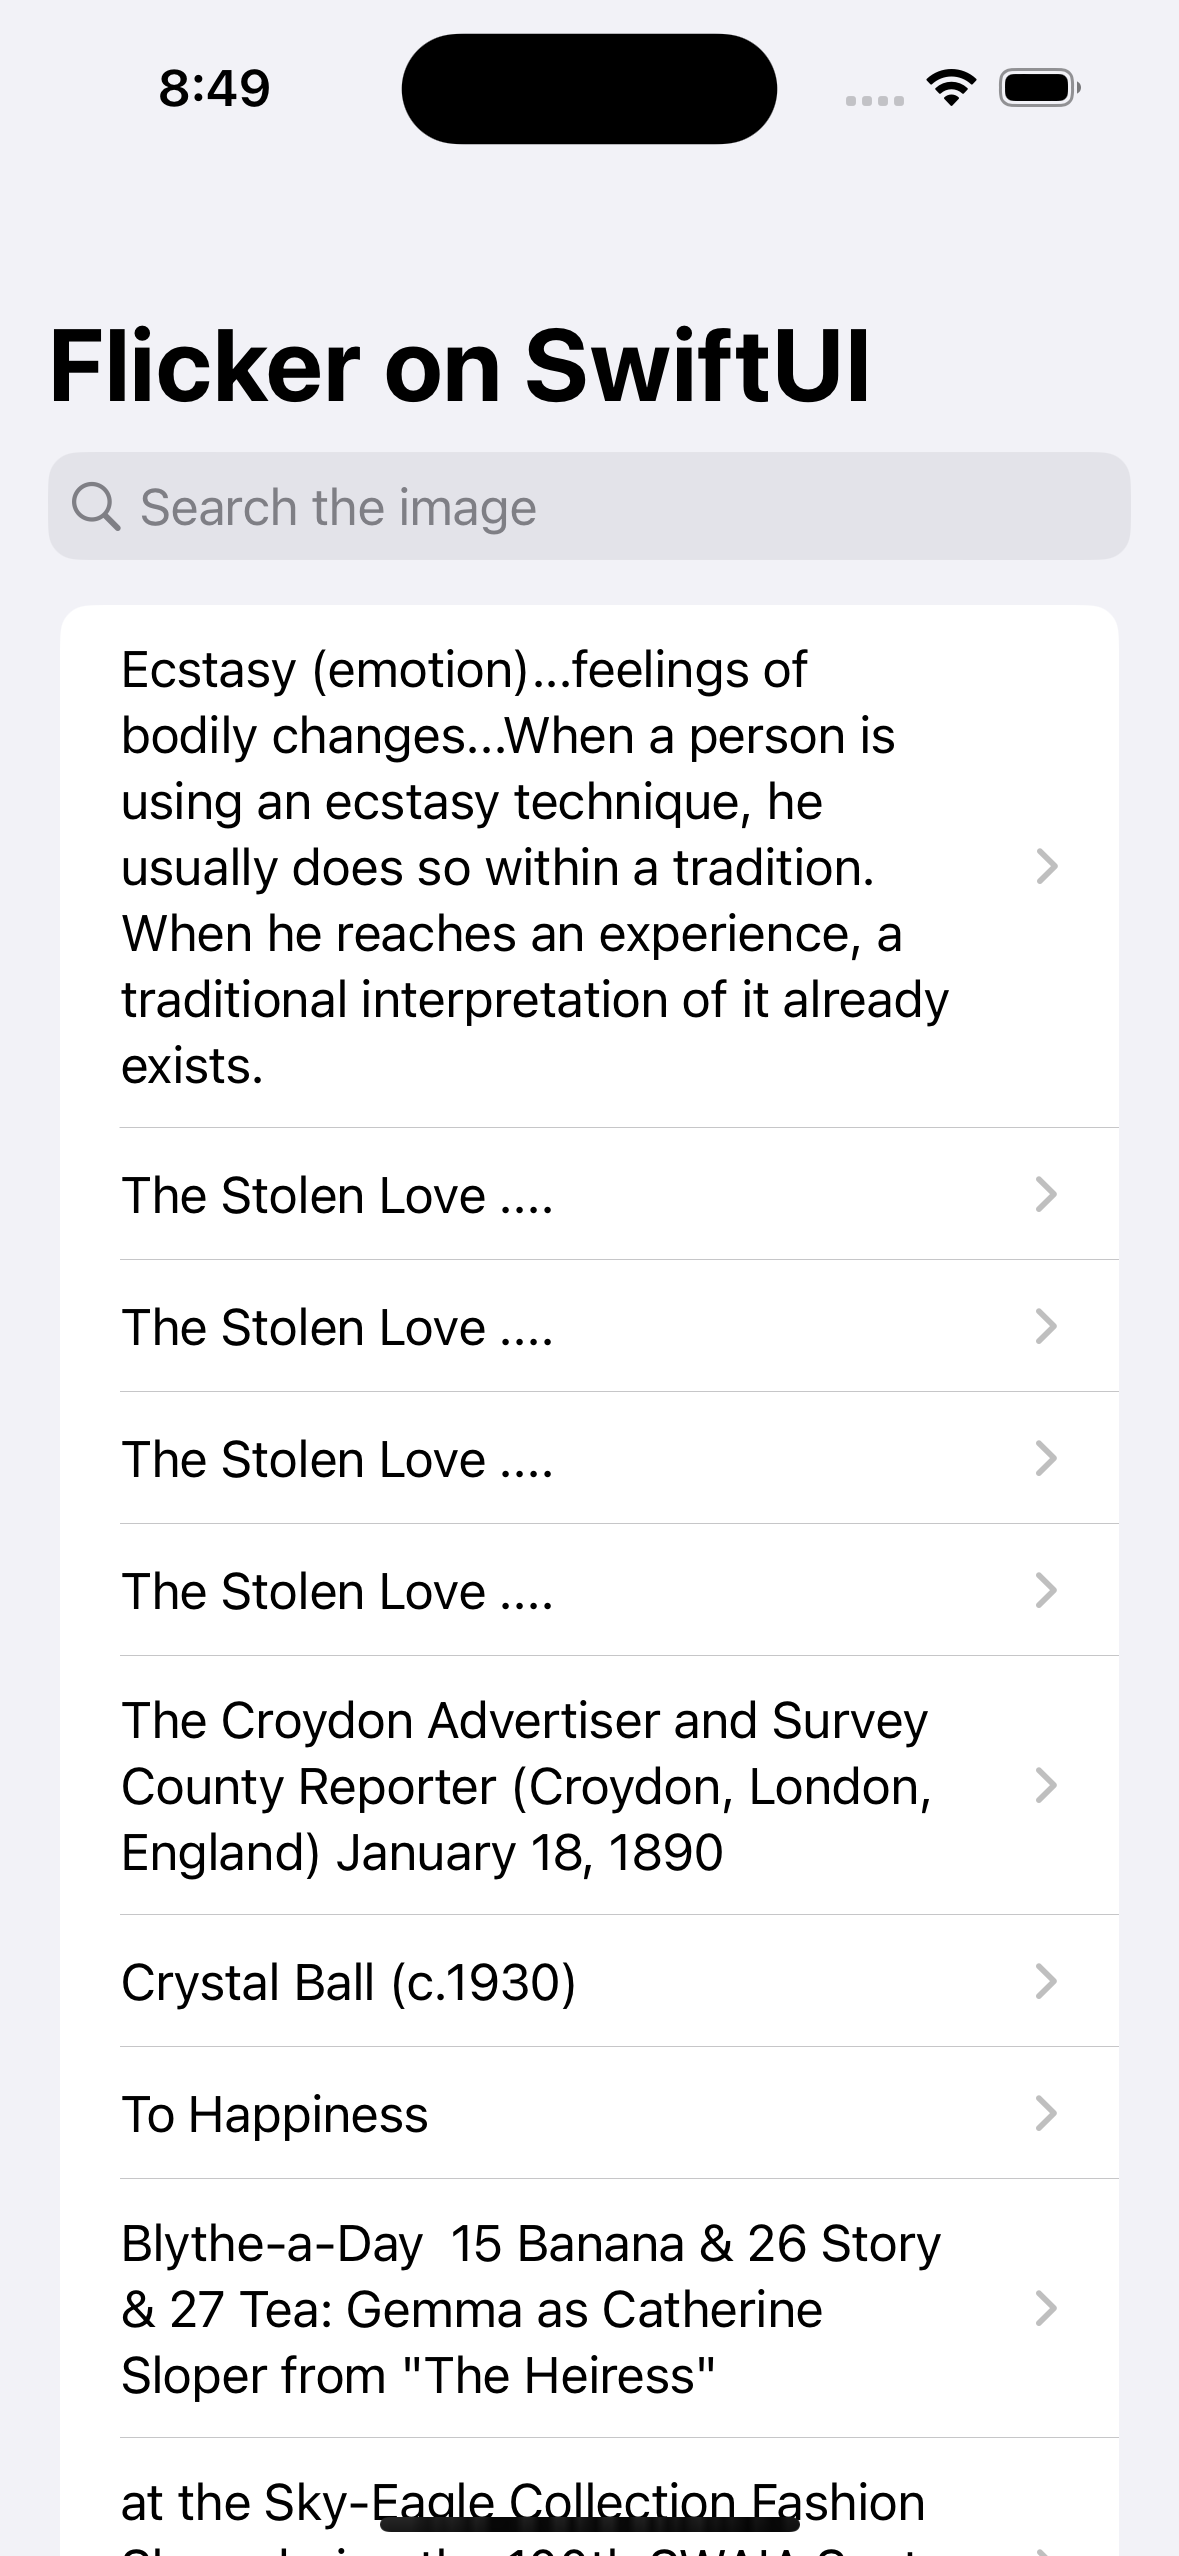 8:49
Flicker on SwiftUI
Search the image
Ecstasy (emotion)...feelings of
bodily changes...When a person is
using an ecstasy technique, he
usually does so within a tradition.
When he reaches an experience, a
traditional interpretation of it already
exists.
The Stolen Love ....
The Stolen Love ....
The Stolen Love ....
The Stolen Love ....
The Croydon Advertiser and Survey
County Reporter (Croydon, London,
England) January 18, 1890
Crystal Ball (c.1930)
To Happiness
Blythe-a-Day  15 Banana & 26 Story
& 27 Tea: Gemma as Catherine
Sloper from "The Heiress"
at the Sky-Eagle Collection Fashion